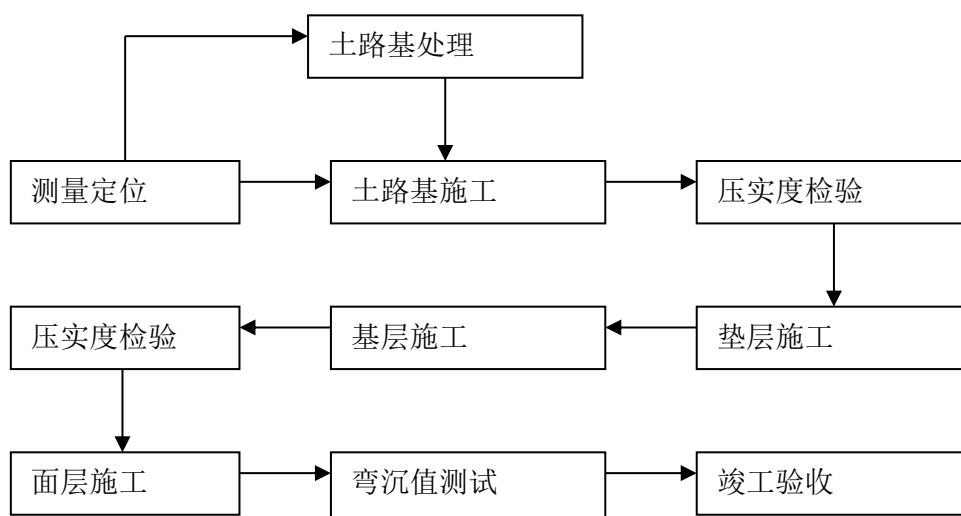 土路基处理
测量定位
土路基施工
压实度检验
压实度检验
基层施工
垫层施工
面层施工
弯沉值测试
竣工验收